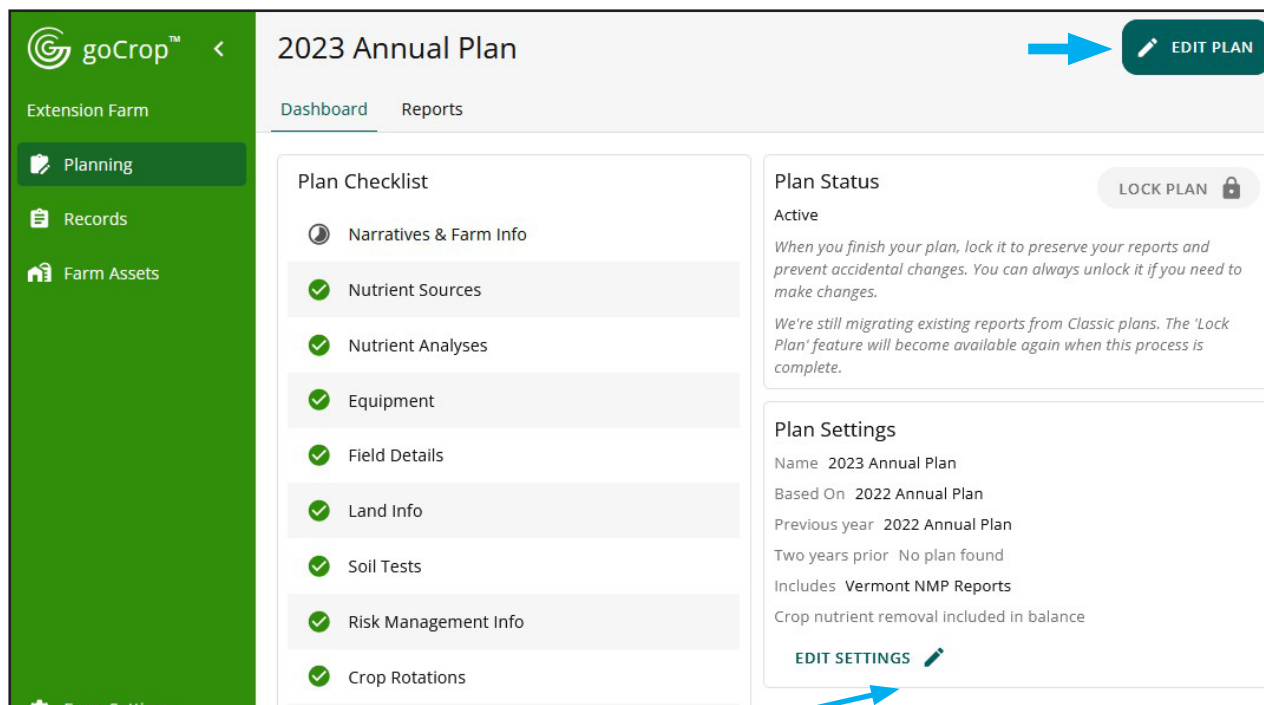 goCrop™
Extension Farm
Planning
Records
Farm Assets
2023 Annual Plan
EDIT PLAN
Dashboard Reports
Plan Checklist
Narratives & Farm Info
Nutrient Sources
Nutrient Analyses
Equipment
Field Details
Land Info
Soil Tests
Risk Management Info
Crop Rotations
Plan Status
LOCK PLAN
Active
When you finish your plan, lock it to preserve your reports and
prevent accidental changes. You can always unlock it if you need to
make changes.
We're still migrating existing reports from Classic plans. The 'Lock
Plan' feature will become available again when this process is
complete.
Plan Settings
Name 2023 Annual Plan
Based On 2022 Annual Plan
Previous year 2022 Annual Plan
Two years prior No plan found
Includes Vermont NMP Reports
Crop nutrient removal included in balance
EDIT SETTINGS